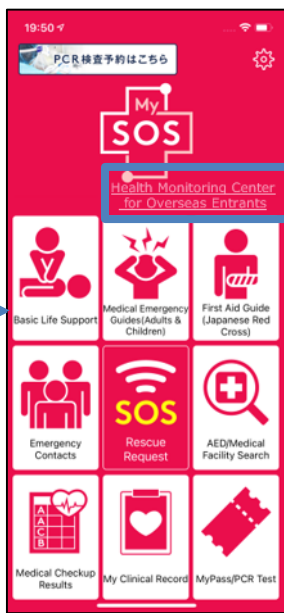 19:50
PCR検査予約はこちら
My
SOS
Health Monitoring Center
for Overseas Entrants
Basic Life Support
Medical Emergency
Guides(Adults &
Children)
First Aid Guide
(Japanese Red
Cross)
Emergency
Contacts
SOS
Rescue
Request
AED/Medical
Facility Search
A
A
C
B
Medical Checkup
Results
My Clinical Record
MyPass/PCR Test